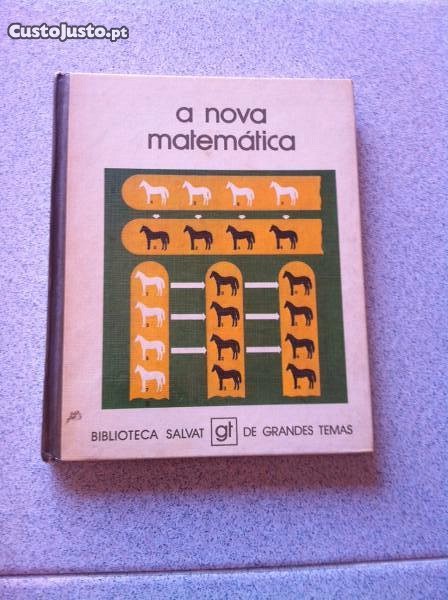 CustoJusto.pt
a nova
matemática
BIBLIOTECA SALVAT gt DE GRANDES TEMAS